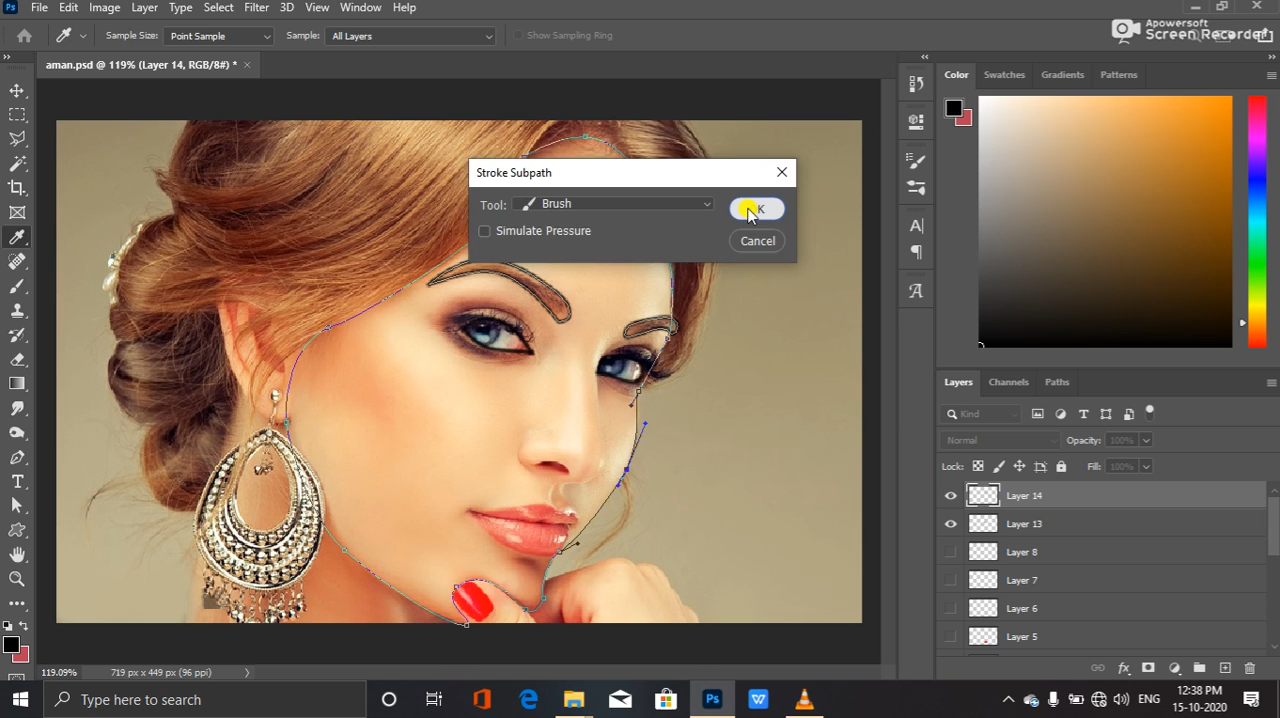 Ps File Edit Image Layer Type Select Filter 3D View Window Help
Apowersoft
Screen Recorder
Sample Size: Point Sample Sample: All Layers Show Sampling Ring
aman.psd @ 119% (Layer 14, RGB/8#) * ×
Color Swatches Gradients Patterns
Stroke Subpath
Tool: Brush
Simulate Pressure
Cancel
Layers Channels Paths
Kind
Normal Opacity: 100%
Lock: Fill: 100%
Layer 14
Layer 13
Layer 8
Layer 7
Layer 6
Layer 5
119.09% 719 px x 449 px (96 ppi)
Type here to search
ENG
12:38 PM
15-10-2020